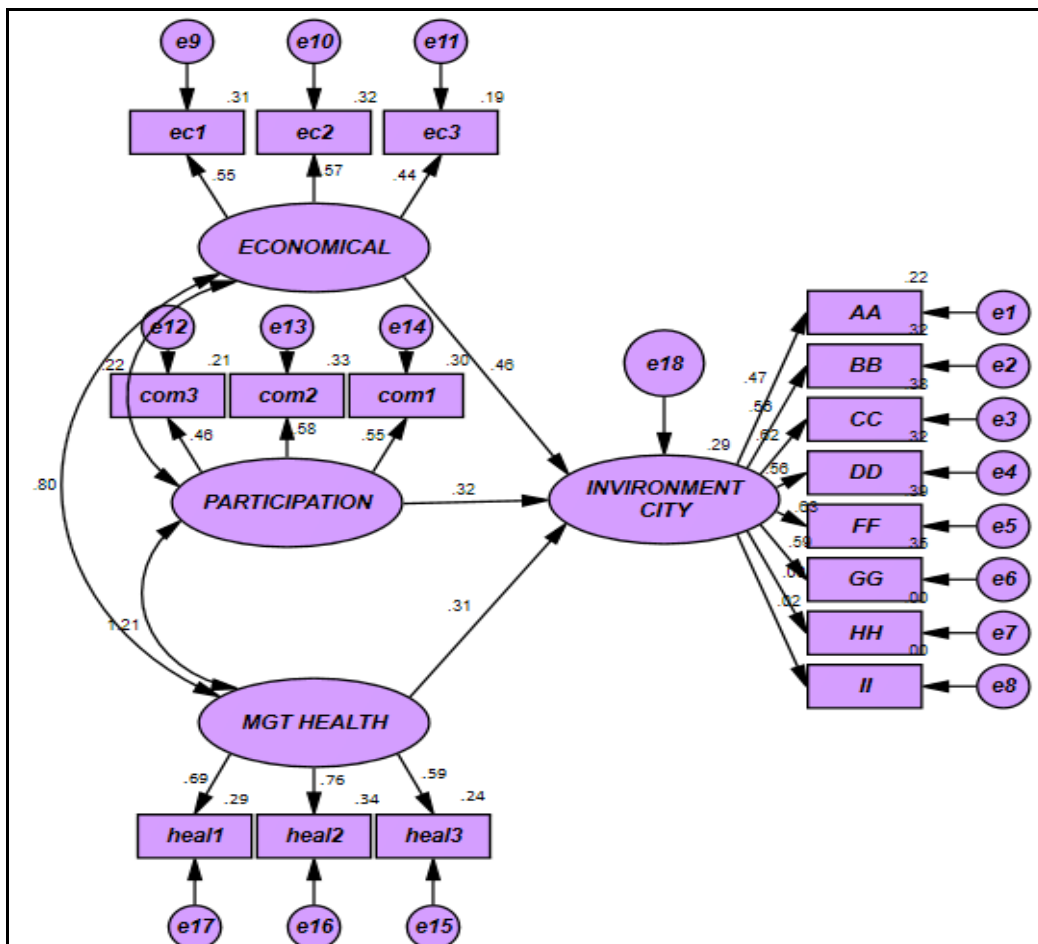 e9
e10
e11
.31
.32
.19
ec1
ec2
ec3
.55
.57
.44
ECONOMICAL
e12
e13
e14
.22
.21
.33
.30
.46
com3
com2
com1
.46
.58
.55
.80
PARTICIPATION
.32
1.21
.31
MGT HEALTH
.69
.76
.59
.29
.34
.24
heal1
heal2
heal3
e17
e16
e15
e18
.29
INVIRONMENT
CITY
.47
.56
.62
.56
.63
.59
.02
.22
AA
e1
.32
BB
e2
.38
CC
e3
.32
DD
e4
.39
FF
e5
.35
GG
e6
.00
HH
e7
.00
II
e8